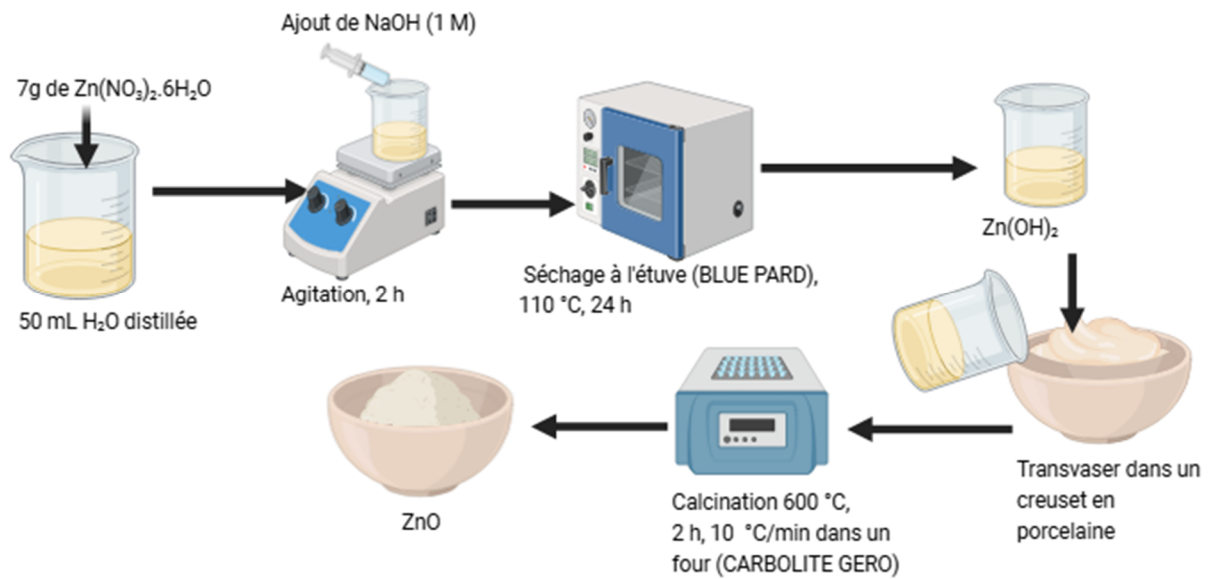 Ajout de NaOH (1 M)
7g de Zn(NO₃)₂.6H₂O
50 mL H₂O distillée
Agitation, 2 h
Séchage à l'étuve (BLUE PARD),
110 °C, 24 h
Zn(OH)₂
Transvaser dans un
creuset en
porcelaine
Calcination 600 °C,
2 h, 10 °C/min dans un
four (CARBOLITE GERO)
ZnO